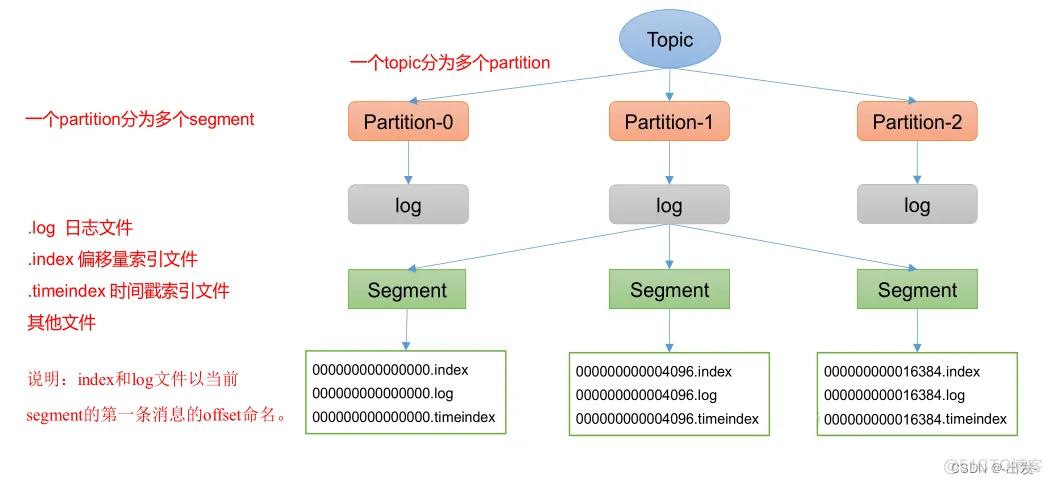 Topic
一个topic分为多个partition
一个partition分为多个segment
Partition-0
Partition-1
Partition-2
log
log
log
.log 日志文件
.index 偏移量索引文件
.timeindex 时间戳索引文件
其他文件
Segment
Segment
Segment
说明：index和log文件以当前
segment的第一条消息的offset命名。
000000000000000.index
000000000000000.log
000000000000000.timeindex
000000000004096.index
000000000004096.log
000000000004096.timeindex
000000000016384.index
000000000016384.log
000000000016384.timeindex
@51CTO博客
CSDN @-出发-